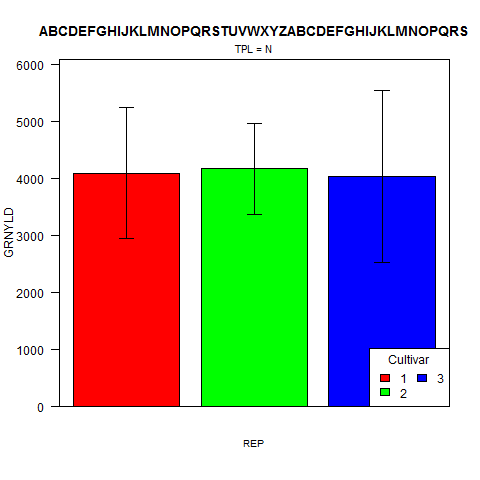 ABCDEFGHIJKLMNOPQRSTUVWXYZABCDEFGHIJKLMNOPQRS
TPL = N
6000
5000
4000
3000
2000
1000
0
GRNYLD
REP
Cultivar
1 3
2